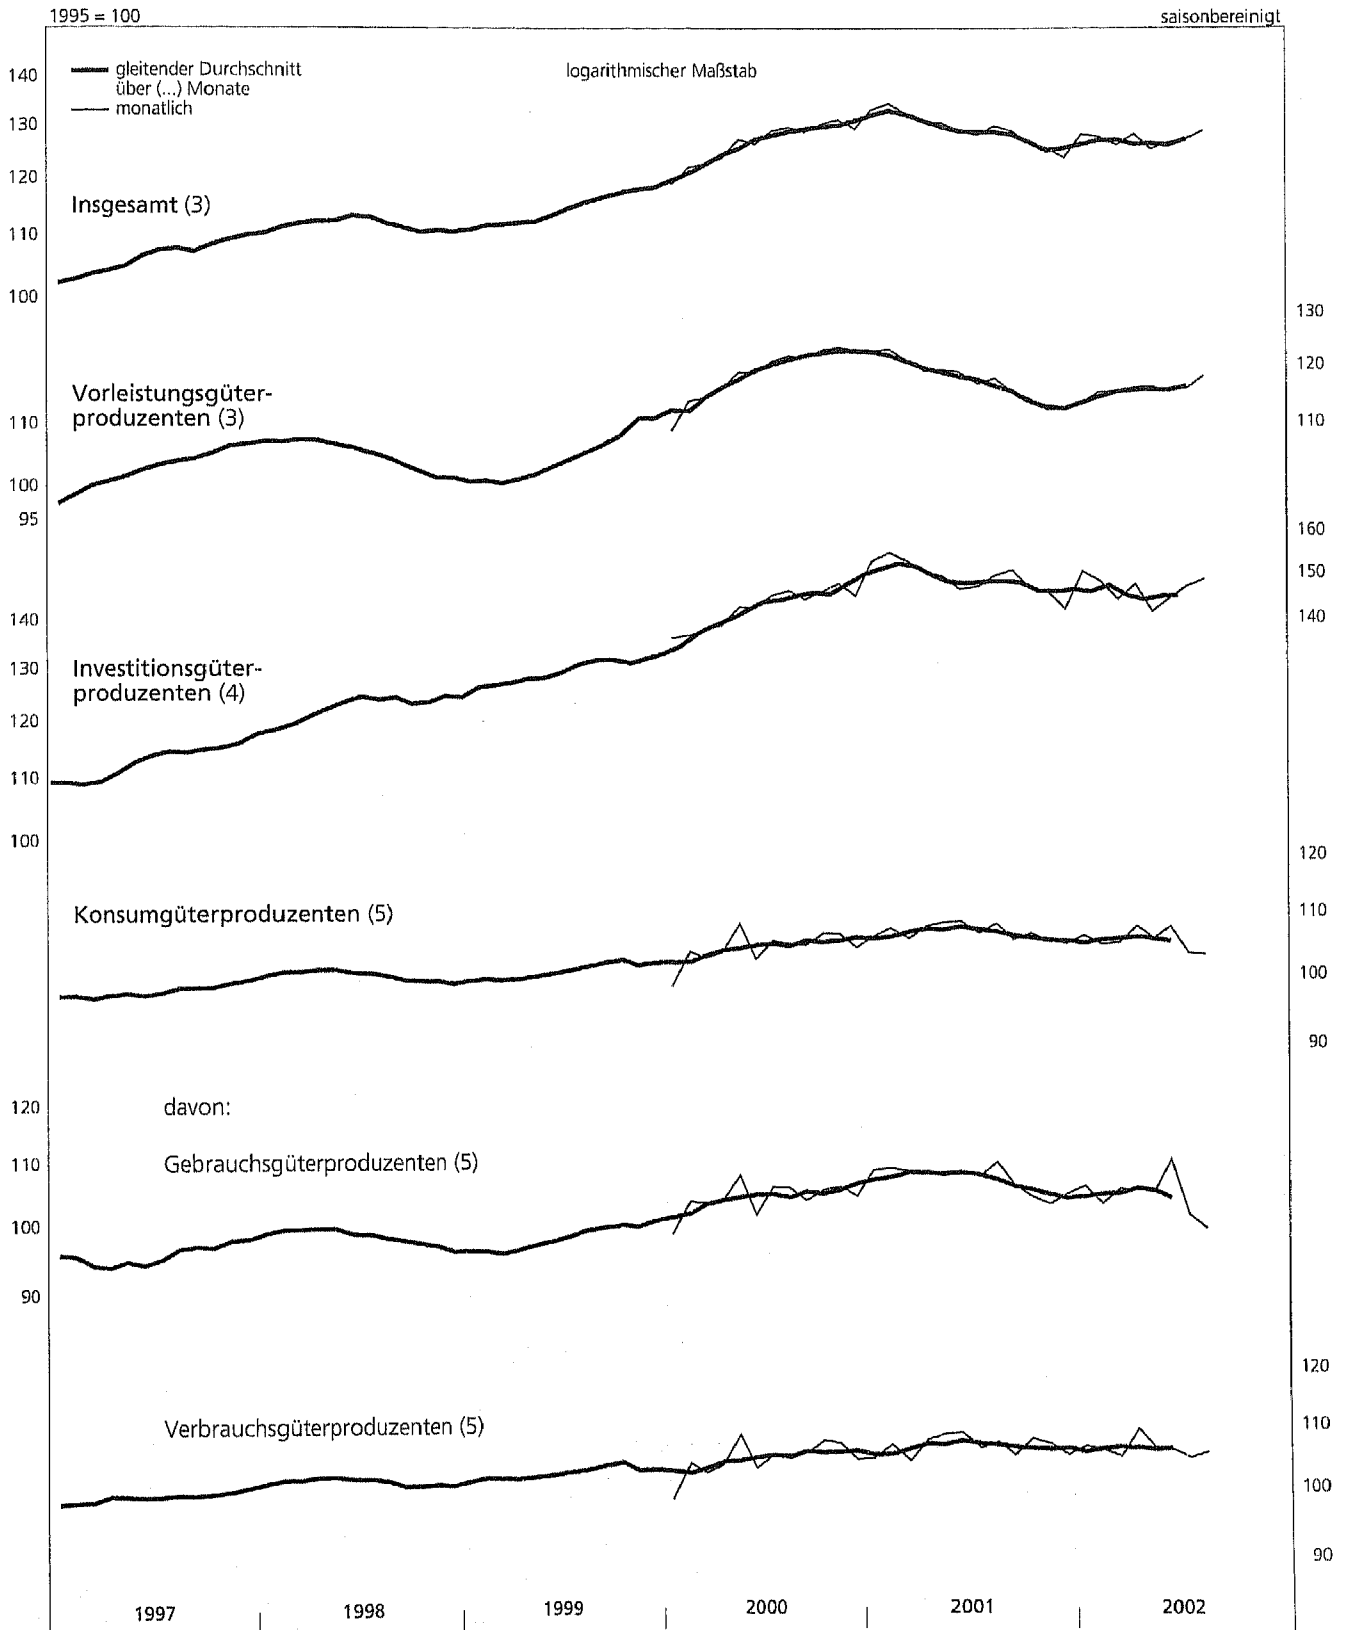 1995 = 100
saisonbereinigt
gleitender Durchschnitt
über (...) Monate
monatlich
logarithmischer Maßstab
140
130
120
Insgesamt (3)
110
100
130
120
Vorleistungsgüter-
produzenten (3)
110
110
100
95
160
150
140
140
130
Investitionsgüter-
produzenten (4)
120
110
100
120
Konsumgüterproduzenten (5)
110
100
90
120
davon:
110
Gebrauchsgüterproduzenten (5)
100
90
120
Verbrauchsgüterproduzenten (5)
110
100
90
1997
1998
1999
2000
2001
2002